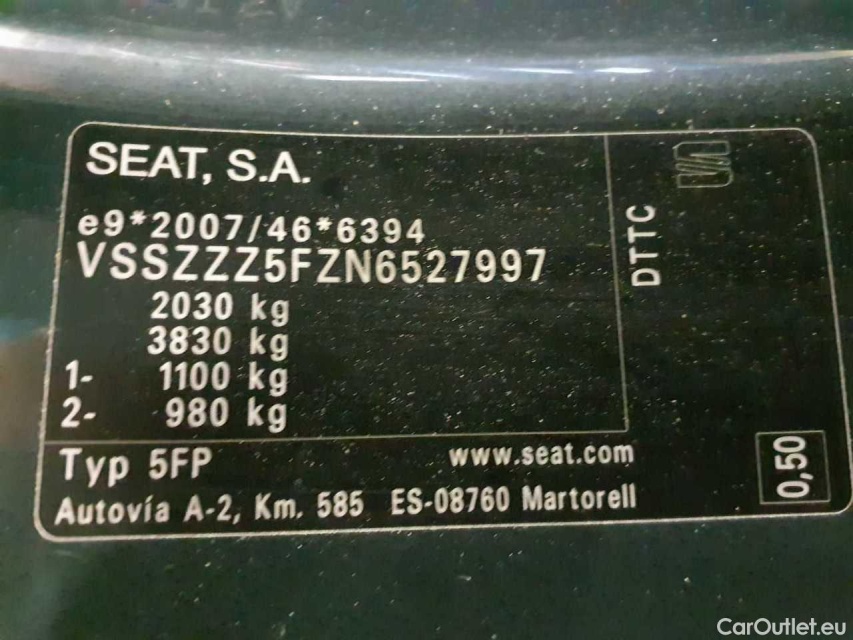 SEAT, S.A.
e9*2007/46*6394
VSSZZZ5FZN6527997
2030 kg
3830 kg
1- 1100 kg
2- 980 kg
DTTC
Typ 5FP
www.seat.com
Autovía A-2, Km. 585 ES-08760 Martorell
0,50
CarOutlet.eu